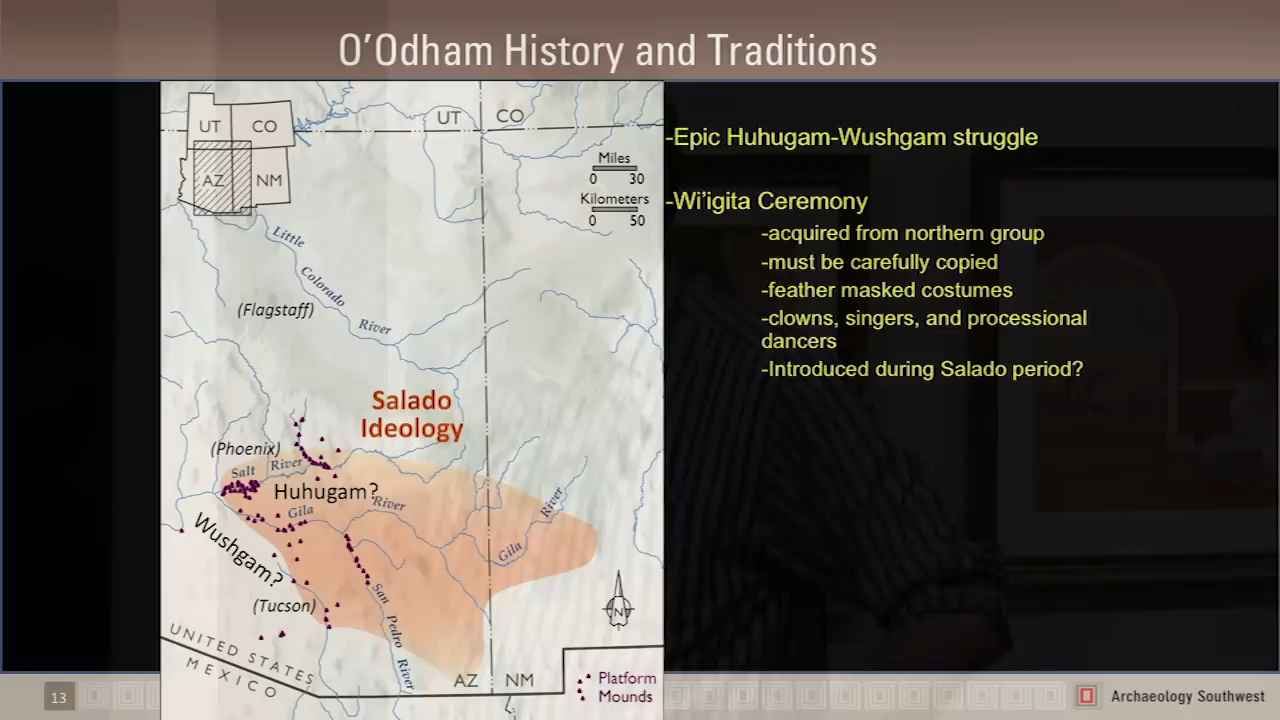 O'Odham History and Traditions
UT
CO
AZ
NM
UT
CO
Miles
0 30
Kilometers
0 50
Little
Colorado
River
(Flagstaff)
Salado
Ideology
(Phoenix)
Salt River
Huhugam?
Gila River
Wushgam?
Gila River
(Tucson)
San Pedro River
N
UNITED STATES
MEXICO
AZ
NM
Platform
Mounds
-Epic Huhugam-Wushgam struggle
-Wi'igita Ceremony
-acquired from northern group
-must be carefully copied
-feather masked costumes
-clowns, singers, and processional
dancers
-Introduced during Salado period?
13
Archaeology Southwest